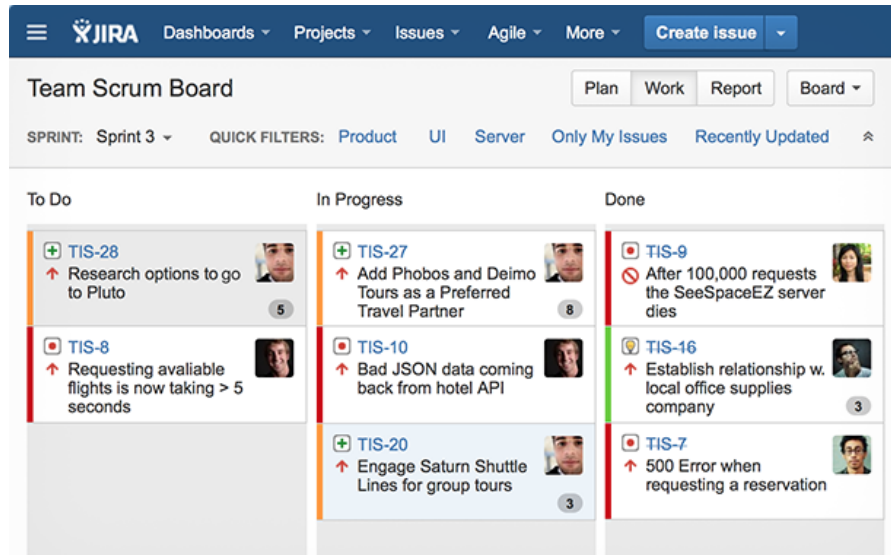 JIRA Dashboards Projects Issues Agile More Create issue
Team Scrum Board Plan Work Report Board
SPRINT: Sprint 3 QUICK FILTERS: Product UI Server Only My Issues Recently Updated
To Do
TIS-28
Research options to go
to Pluto
5
TIS-8
Requesting avaliable
flights is now taking > 5
seconds
In Progress
TIS-27
Add Phobos and Deimo
Tours as a Preferred
Travel Partner
8
TIS-10
Bad JSON data coming
back from hotel API
TIS-20
Engage Saturn Shuttle
Lines for group tours
3
Done
TIS-9
After 100,000 requests
the SeeSpaceEZ server
dies
TIS-16
Establish relationship w.
local office supplies
company
3
TIS-7
500 Error when
requesting a reservation